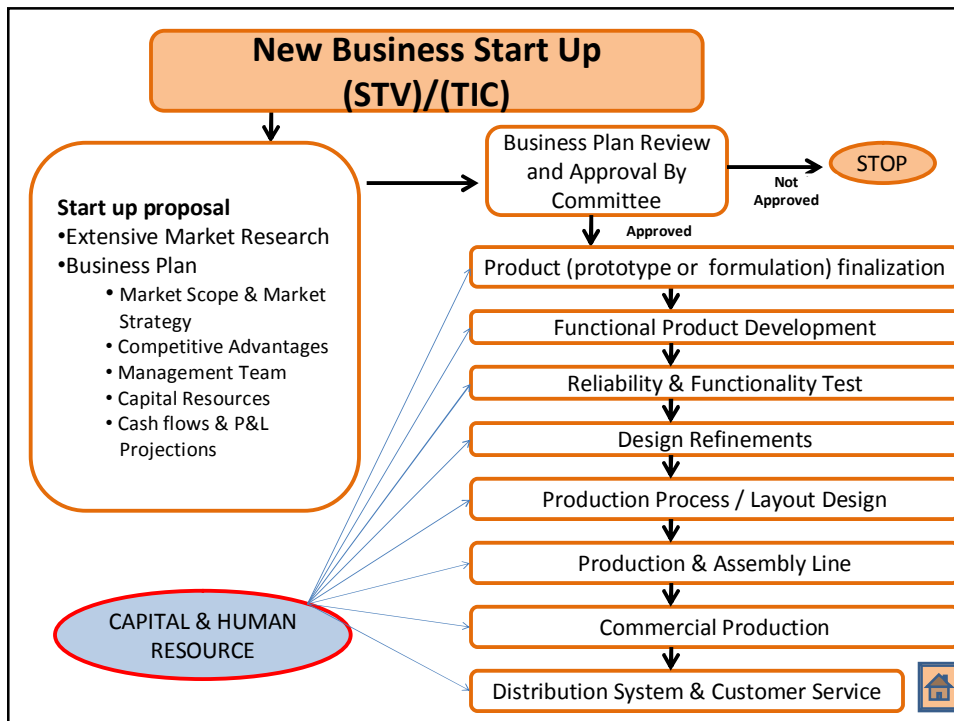 New Business Start Up
(STV)/(TIC)
Start up proposal
•Extensive Market Research
•Business Plan
• Market Scope & Market
Strategy
• Competitive Advantages
• Management Team
• Capital Resources
• Cash flows & P&L
Projections
Business Plan Review
and Approval By
Committee
Not
Approved
STOP
Approved
Product (prototype or formulation) finalization
Functional Product Development
Reliability & Functionality Test
Design Refinements
Production Process / Layout Design
Production & Assembly Line
Commercial Production
Distribution System & Customer Service
CAPITAL & HUMAN
RESOURCE